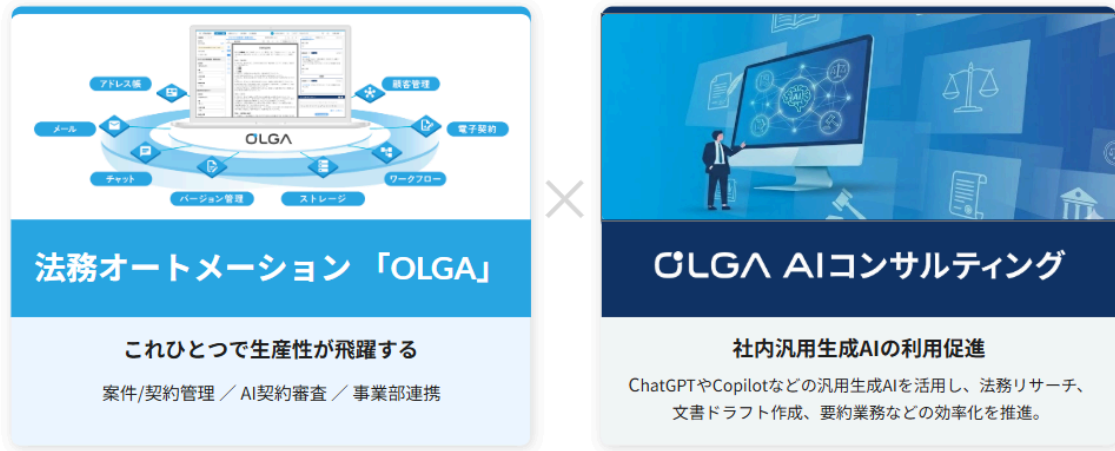 アドレス帳
顧客管理
メール
電子契約
OLGA
チャット
ワークフロー
バージョン管理
ストレージ
法務オートメーション 「OLGA」
これひとつで生産性が飛躍する
案件/契約管理 ／ AI契約審査 ／ 事業部連携
×
AI
OLGA AIコンサルティング
社内汎用生成AIの利用促進
ChatGPTやCopilotなどの汎用生成AIを活用し、法務リサーチ、
文書ドラフト作成、要約業務などの効率化を推進。